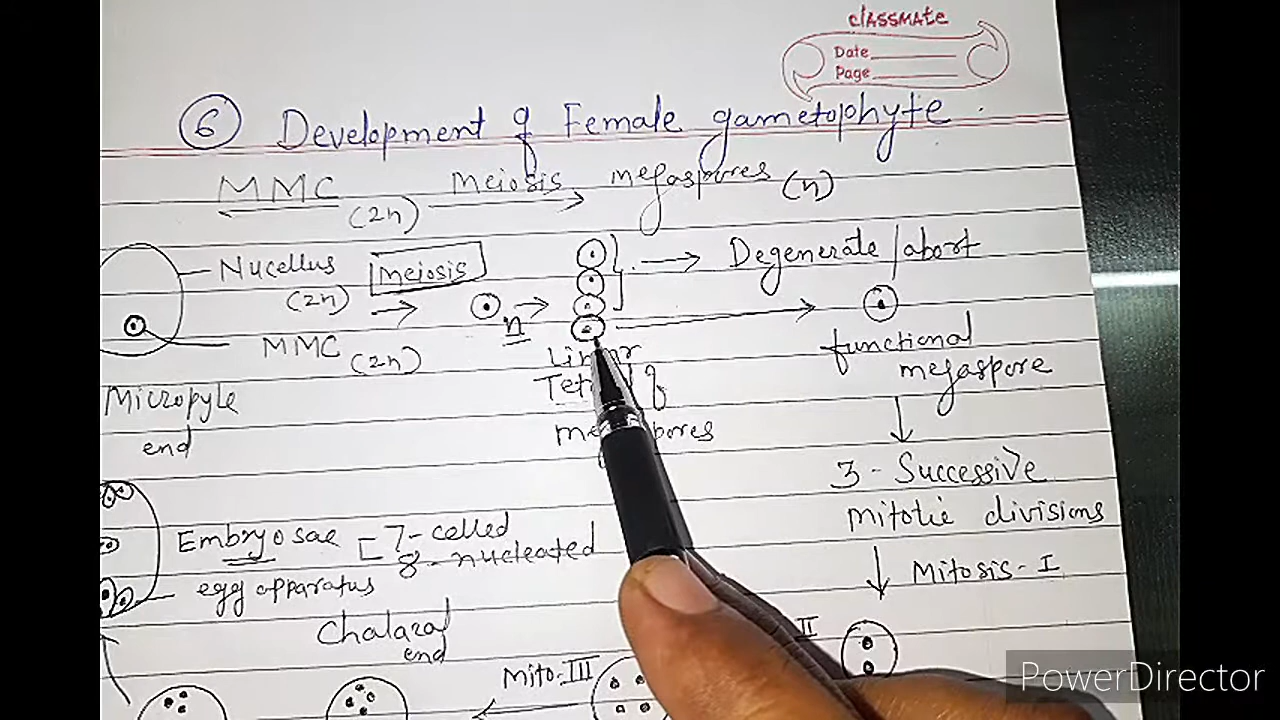 classmate
Date
Page
6 Development of Female gametophyte
MMC (2n) Meiosis megaspores (n)
Nucellus (2n) Meiosis n Degenerate/abort
MMC (2n)
Linear
functional megaspore
Micropyle end
3-Successive
mitotic divisions
Embryosac [7-celled
8-nucleated
Mitosis-I
egg apparatus
Chalazal end
II
Mito-III
PowerDirector